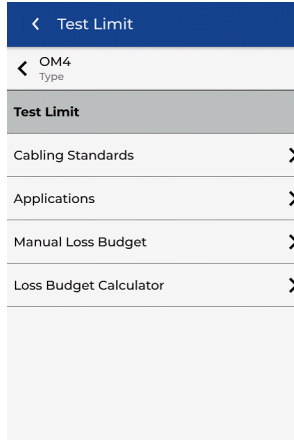 Test Limit
OM4
Type
Test Limit
Cabling Standards
Applications
Manual Loss Budget
Loss Budget Calculator